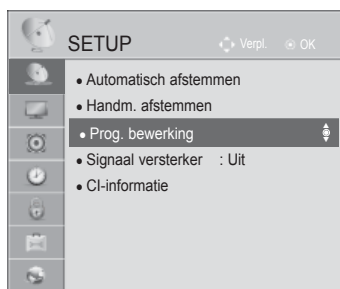 SETUP Verpl. OK
• Automatisch afstemmen
• Handm. afstemmen
• Prog. bewerking
• Signaal versterker : Uit
• CI-informatie